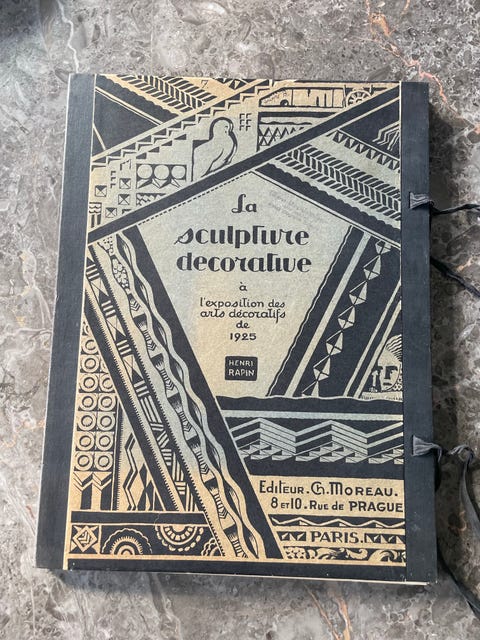 La
sculpture
decorative
à
l'exposition des
arts décoratifs
de
1925
HENRI
RAPIN
Editeur. Ch. Moreau.
8 et 10. Rue de PRAGUE
PARIS.